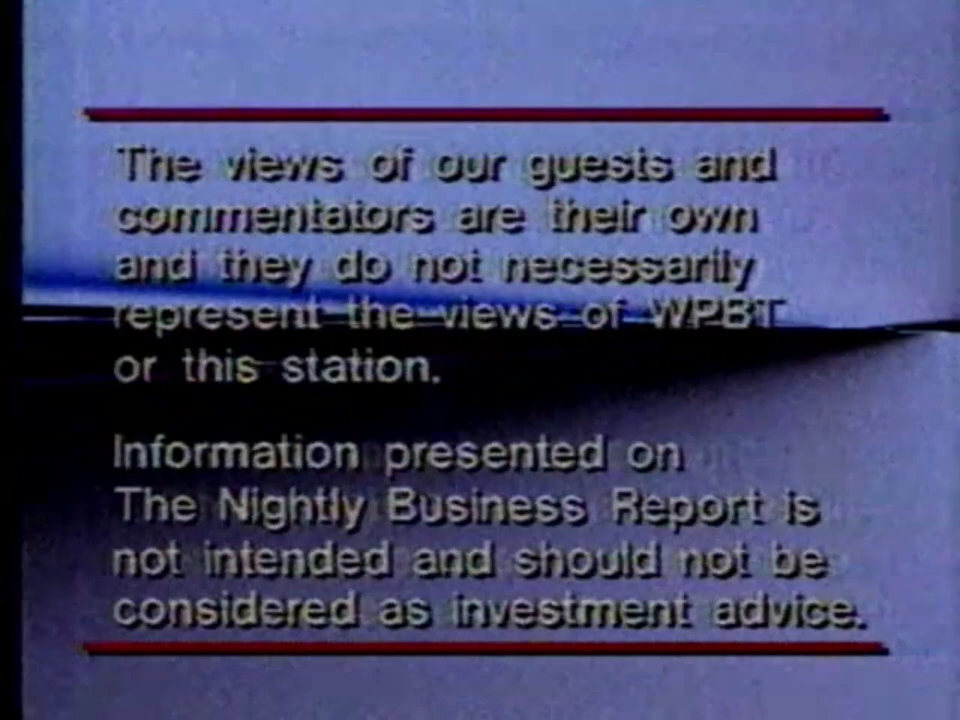 The views of our guests and
commentators are their own
and they do not necessarily
represent the views of WPBT
or this station.
Information presented on
The Nightly Business Report is
not intended and should not be
considered as investment advice.